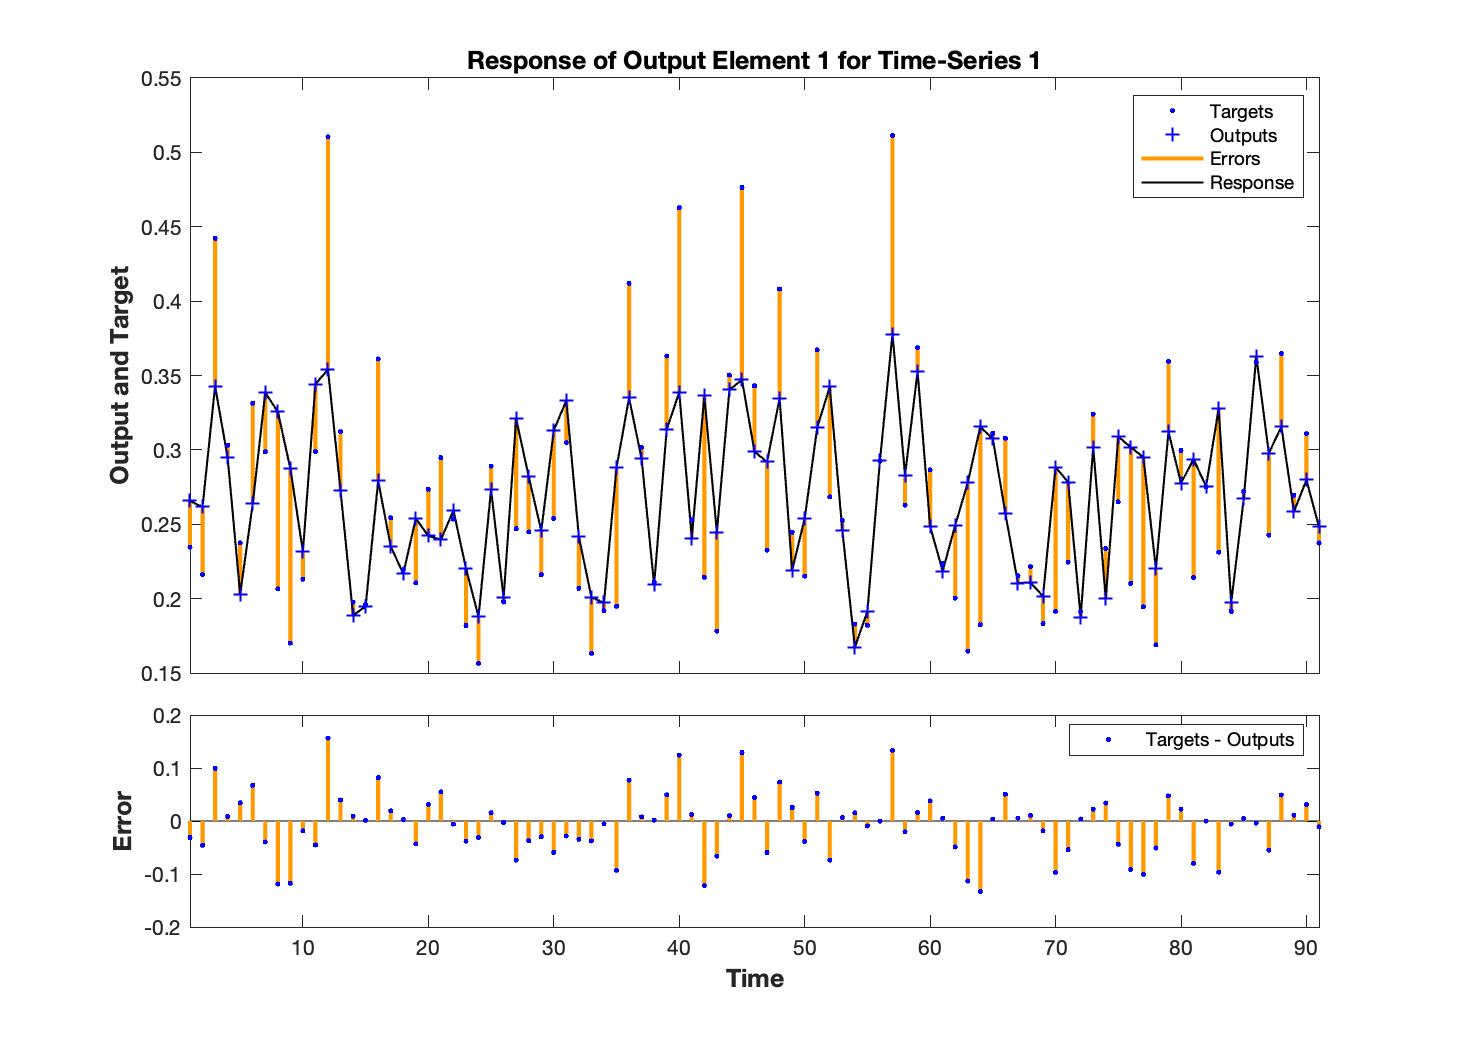 Response of Output Element 1 for Time-Series 1
0.55
0.5
0.45
0.4
0.35
0.3
0.25
0.2
0.15
Output and Target
Targets
Outputs
Errors
Response
0.2
0.1
0
-0.1
-0.2
Error
Targets - Outputs
10 20 30 40 50 60 70 80 90
Time